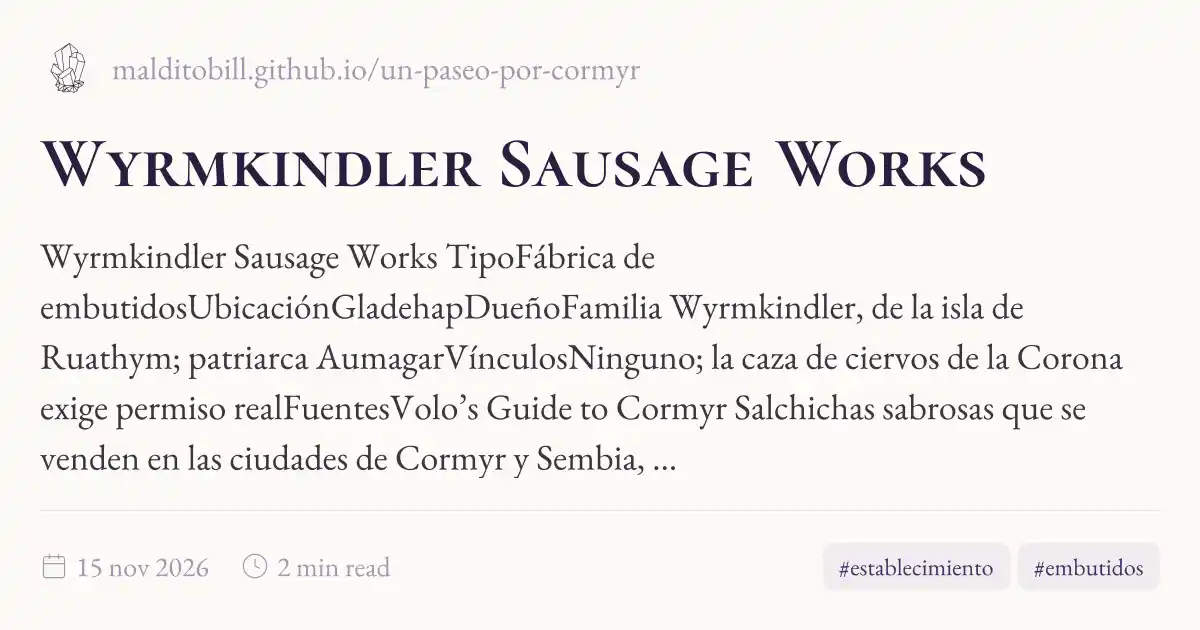 malditobill.github.io/un-paseo-por-cormyr
Wyrmkindler Sausage Works
Wyrmkindler Sausage Works TipoFábrica de
embutidosUbicaciónGladehapDueñoFamilia Wyrmkindler, de la isla de
Ruathym; patriarca AumagarVínculosNinguno; la caza de ciervos de la Corona
exige permiso realFuentesVolo’s Guide to Cormyr Salchichas sabrosas que se
venden en las ciudades de Cormyr y Sembia, ...
15 nov 2026
2 min read
#establecimiento
#embutidos